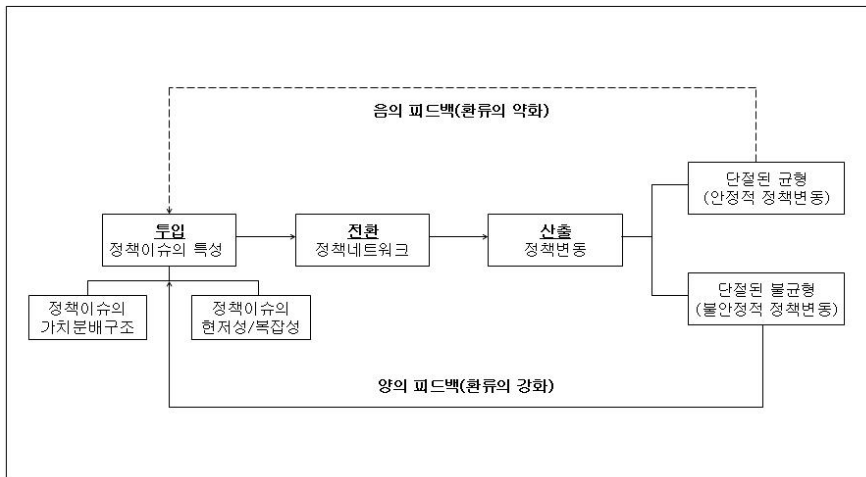 음의 피드백(환류의 약화)
단절된 균형
(안정적 정책변동)
투입
정책이슈의 특성
전환
정책네트워크
산출
정책변동
정책이슈의
가치분배구조
정책이슈의
현저성/복잡성
단절된 불균형
(불안정적 정책변동)
양의 피드백(환류의 강화)